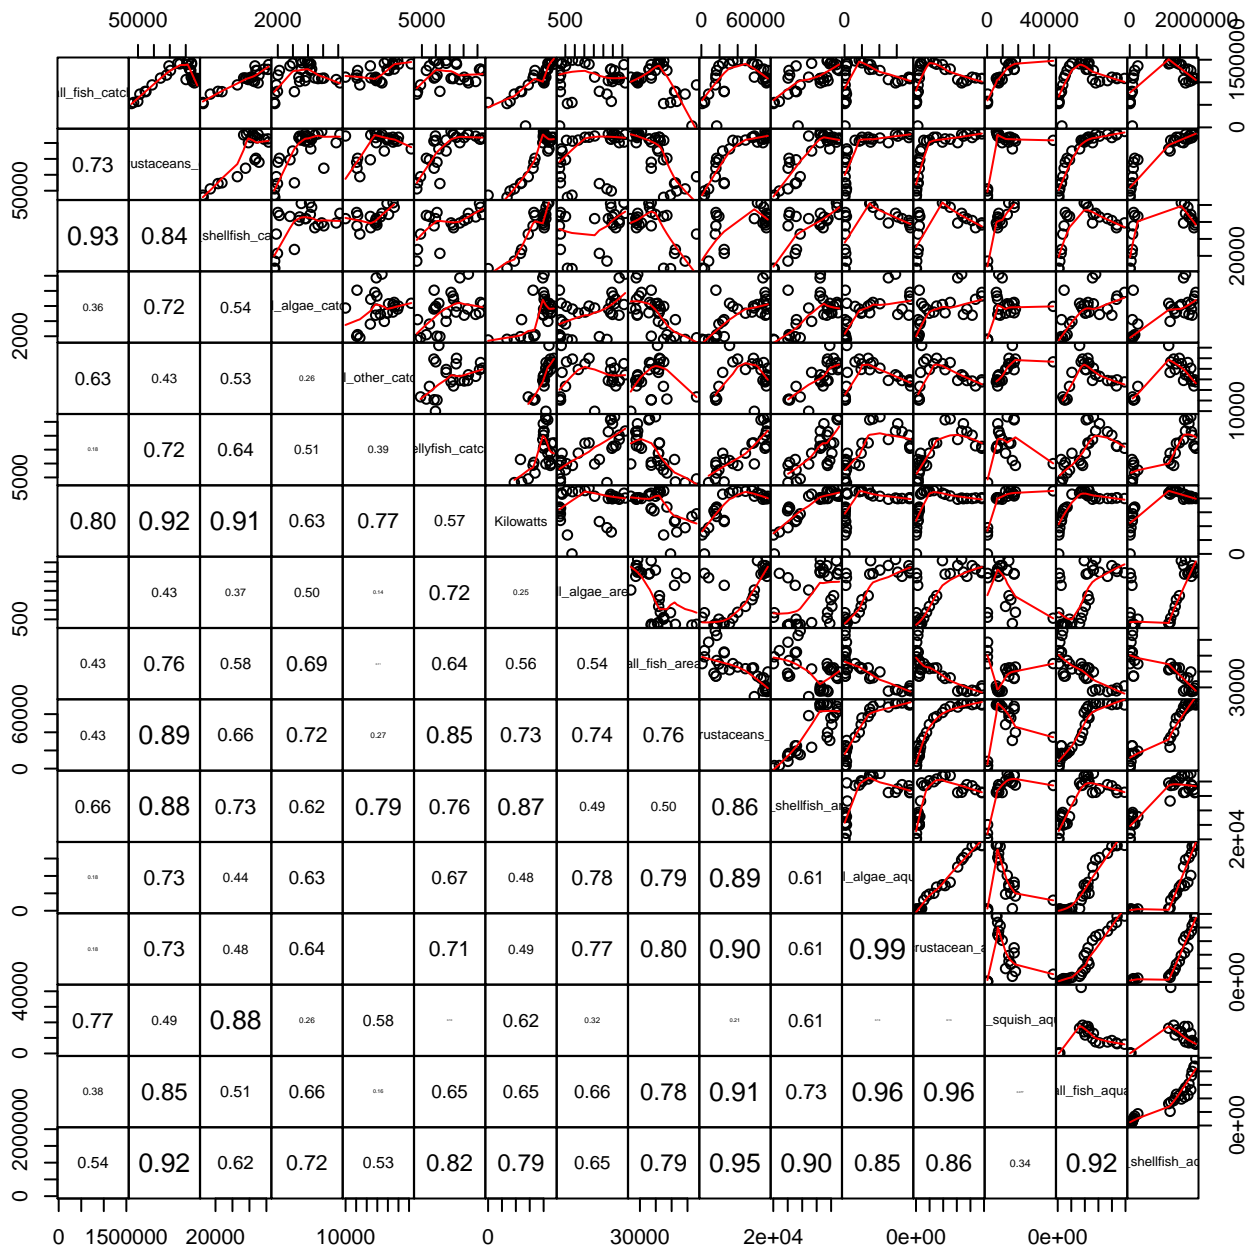 50000 2000 5000 500 0 60000 0 0 40000 0 2000000
ll_fish_catc 0 1500000
50000 0.73 rustaceans_
0.93 0.84 shellfish_ca 20000
2000 0.36 0.72 0.54 l_algae_catc
0.63 0.43 0.53 0.26 l_other_catc 10000
5000 0.18 0.72 0.64 0.51 0.39 ellyfish_catc
0.80 0.92 0.91 0.63 0.77 0.57 Kilowatts 0
500 0.43 0.37 0.50 0.14 0.72 0.25 l_algae_are
0.43 0.76 0.58 0.69 0.64 0.56 0.54 all_fish_area 30000
0 60000 0.43 0.89 0.66 0.72 0.27 0.85 0.73 0.74 0.76 rustaceans_
0.66 0.88 0.73 0.62 0.79 0.76 0.87 0.49 0.50 0.86 _shellfish_ar 2e+04
0 0.18 0.73 0.44 0.63 0.67 0.48 0.78 0.79 0.89 0.61 l_algae_aqu
0.18 0.73 0.48 0.64 0.71 0.49 0.77 0.80 0.90 0.61 0.99 rustacean_a 0e+00
0 40000 0.77 0.49 0.88 0.26 0.58 0.62 0.32 0.21 0.61 _squish_aqu
0.38 0.85 0.51 0.66 0.16 0.65 0.65 0.66 0.78 0.91 0.73 0.96 0.96 all_fish_aqua 0e+00
0 2000000 0.54 0.92 0.62 0.72 0.53 0.82 0.79 0.65 0.79 0.95 0.90 0.85 0.86 0.34 0.92 _shellfish_ac
0 1500000 20000 10000 0 30000 2e+04 0e+00 0e+00